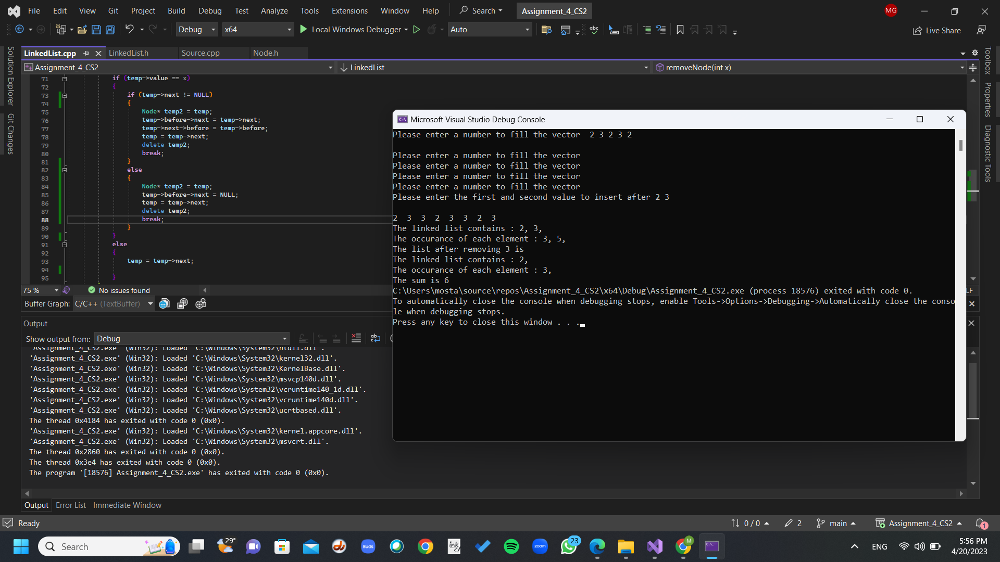 File Edit View Git Project Build Debug Test Analyze Tools Extensions Window Help Search Assignment_4_CS2 MG
Debug x64 Local Windows Debugger Auto Live Share
LinkedList.cpp LinkedList.h Source.cpp Node.h
Assignment_4_CS2 LinkedList removeNode(int x)
Solution Explorer
Git Changes
Toolbox
Properties
Diagnostic Tools
71 if (temp->value == x)
72 {
73 if (temp->next != NULL)
74 {
75 Node* temp2 = temp;
76 temp->before->next = temp->next;
77 temp->next->before = temp->before;
78 temp = temp->next;
79 delete temp2;
80 break;
81 }
82 else
83 {
84 Node* temp2 = temp;
85 temp->before->next = NULL;
86 temp = temp->next;
87 delete temp2;
88 break;
89 }
90 }
91 else
92 {
93 temp = temp->next;
94
95 }
75 % No issues found LF
Buffer Graph: C/C++ (TextBuffer)
Microsoft Visual Studio Debug Console
Please enter a number to fill the vector  2 3 2 3 2
Please enter a number to fill the vector
Please enter a number to fill the vector
Please enter a number to fill the vector
Please enter a number to fill the vector
Please enter the first and second value to insert after 2 3
2  3  3  2  3  3  2  3
The linked list contains : 2, 3,
The occurance of each element : 3, 5,
The list after removing 3 is
The linked list contains : 2,
The occurance of each element : 3,
The sum is 6
C:\Users\mosta\source\repos\Assignment_4_CS2\x64\Debug\Assignment_4_CS2.exe (process 18576) exited with code 0.
To automatically close the console when debugging stops, enable Tools->Options->Debugging->Automatically close the conso
le when debugging stops.
Press any key to close this window . . .
Output
Show output from: Debug
'Assignment_4_CS2.exe' (Win32): Loaded 'C:\Windows\System32\ntdll.dll'.
'Assignment_4_CS2.exe' (Win32): Loaded 'C:\Windows\System32\kernel32.dll'.
'Assignment_4_CS2.exe' (Win32): Loaded 'C:\Windows\System32\KernelBase.dll'.
'Assignment_4_CS2.exe' (Win32): Loaded 'C:\Windows\System32\msvcp140d.dll'.
'Assignment_4_CS2.exe' (Win32): Loaded 'C:\Windows\System32\vcruntime140_1d.dll'.
'Assignment_4_CS2.exe' (Win32): Loaded 'C:\Windows\System32\vcruntime140d.dll'.
'Assignment_4_CS2.exe' (Win32): Loaded 'C:\Windows\System32\ucrtbased.dll'.
The thread 0x4184 has exited with code 0 (0x0).
'Assignment_4_CS2.exe' (Win32): Loaded 'C:\Windows\System32\kernel.appcore.dll'.
'Assignment_4_CS2.exe' (Win32): Loaded 'C:\Windows\System32\msvcrt.dll'.
The thread 0x2860 has exited with code 0 (0x0).
The thread 0x3e4 has exited with code 0 (0x0).
The program '[18576] Assignment_4_CS2.exe' has exited with code 0 (0x0).
Output Error List Immediate Window
Ready 0 / 0 2 main Assignment_4_CS2 1
Search 29° Buds ink zoom 23 M ENG 5:56 PM
4/20/2023